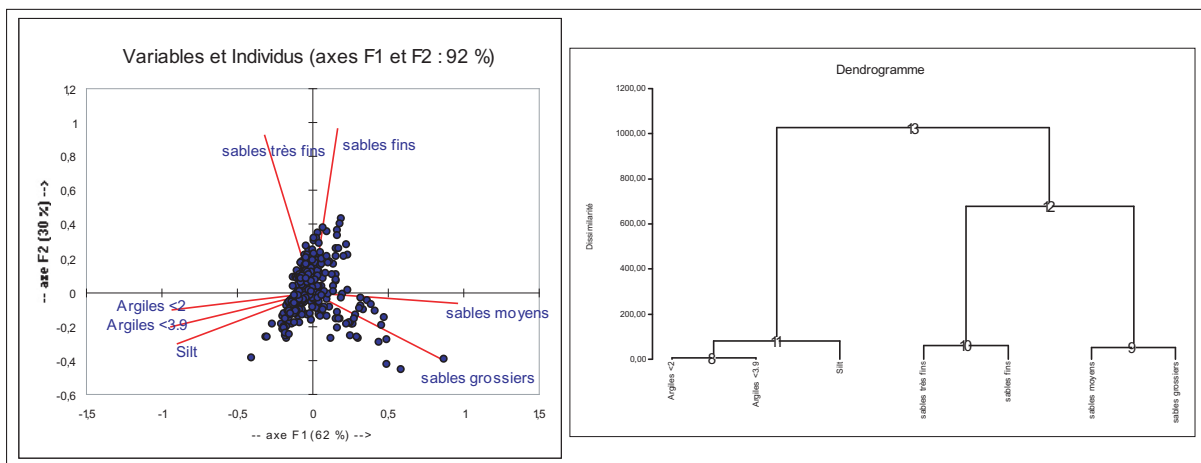 Variables et Individus (axes F1 et F2 : 92 %)
1,2
1
0,8
0,6
0,4
0,2
0
-0,2
-0,4
-0,6
-- axe F2 (30 %) -->
-1,5
-1
-0,5
0
0,5
1
1,5
-- axe F1 (62 %) -->
sables très fins
sables fins
Argiles <2
Argiles <3.9
Silt
sables moyens
sables grossiers
Dendrogramme
1200,00
1000,00
800,00
600,00
400,00
200,00
0,00
Dissimilarité
13
12
11
10
9
8
Argiles <2
Argiles <3.9
Silt
sables très fins
sables fins
sables moyens
sables grossiers